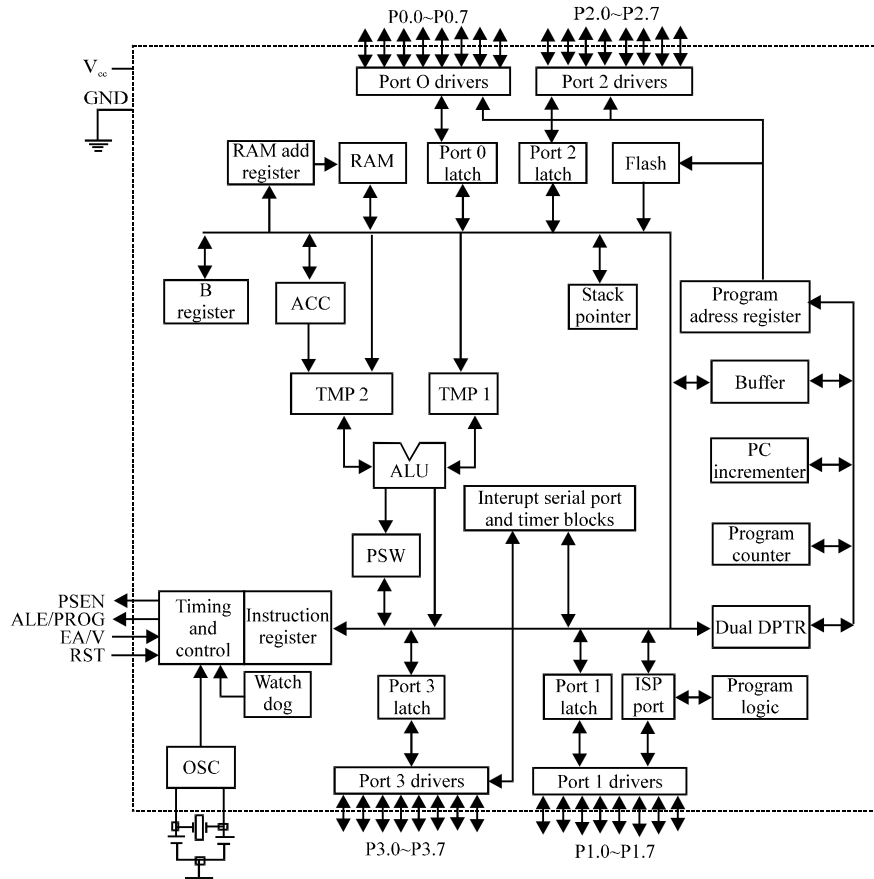 P0.0~P0.7
P2.0~P2.7
Port O drivers
Port 2 drivers
Vcc
GND
RAM add
register
RAM
Port 0
latch
Port 2
latch
Flash
B
register
ACC
Stack
pointer
Program
adress register
TMP 2
TMP 1
Buffer
ALU
PC
incrementer
Interupt serial port
and timer blocks
PSW
Program
counter
PSEN
ALE/PROG
EA/V
RST
Timing
and
control
Instruction
register
Dual DPTR
Watch
dog
Port 3
latch
Port 1
latch
ISP
port
Program
logic
OSC
Port 3 drivers
Port 1 drivers
P3.0~P3.7
P1.0~P1.7